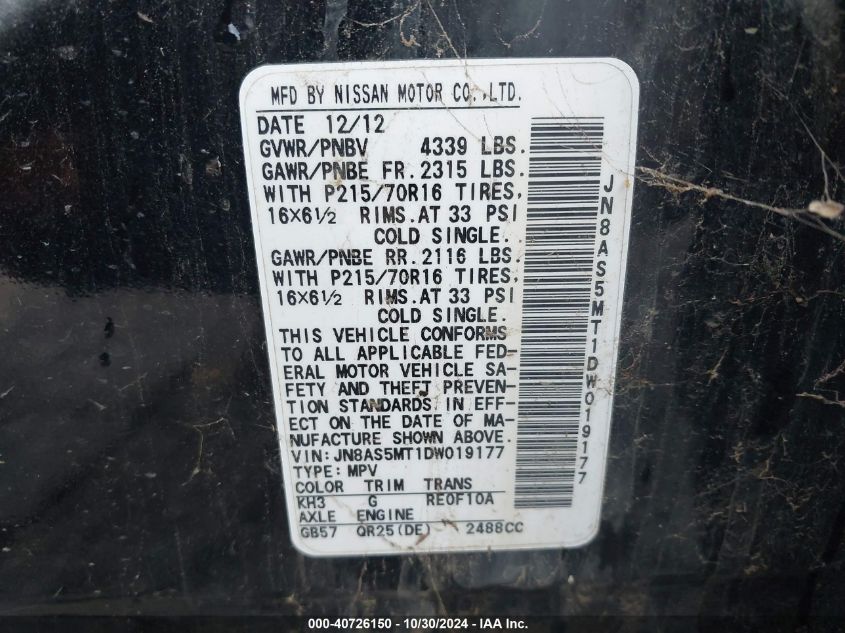 MFD BY NISSAN MOTOR CO.,LTD.
DATE 12/12
GVWR/PNBV 4339 LBS.
GAWR/PNBE FR. 2315 LBS.
WITH P215/70R16 TIRES,
16X6½ RIMS. AT 33 PSI
COLD SINGLE.
GAWR/PNBE RR. 2116 LBS.
WITH P215/70R16 TIRES,
16X6½ RIMS. AT 33 PSI
COLD SINGLE.
THIS VEHICLE CONFORMS
TO ALL APPLICABLE FED-
ERAL MOTOR VEHICLE SA-
FETY AND THEFT PREVEN-
TION STANDARDS IN EFF-
ECT ON THE DATE OF MA-
NUFACTURE SHOWN ABOVE.
VIN: JN8AS5MT1DW019177
TYPE: MPV
COLOR TRIM TRANS
KH3 G RE0F10A
AXLE ENGINE
GB57 QR25(DE) 2488CC
JN8AS5MT1DW019177
000-40726150 - 10/30/2024 - IAA Inc.